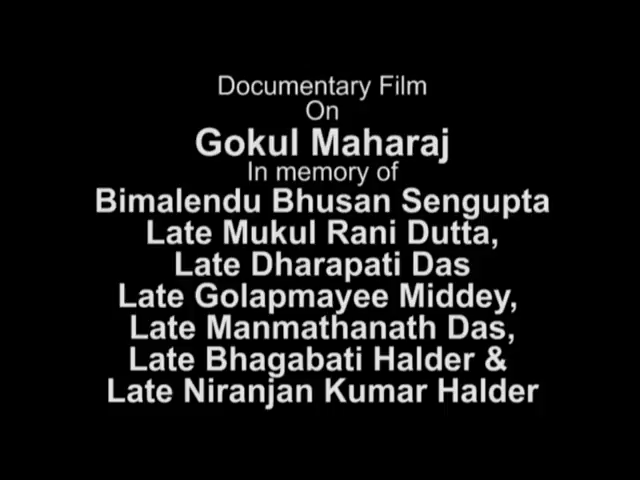 Documentary Film
On
Gokul Maharaj
In memory of
Bimalendu Bhusan Sengupta
Late Mukul Rani Dutta,
Late Dharapati Das
Late Golapmayee Middey,
Late Manmathanath Das,
Late Bhagabati Halder &
Late Niranjan Kumar Halder